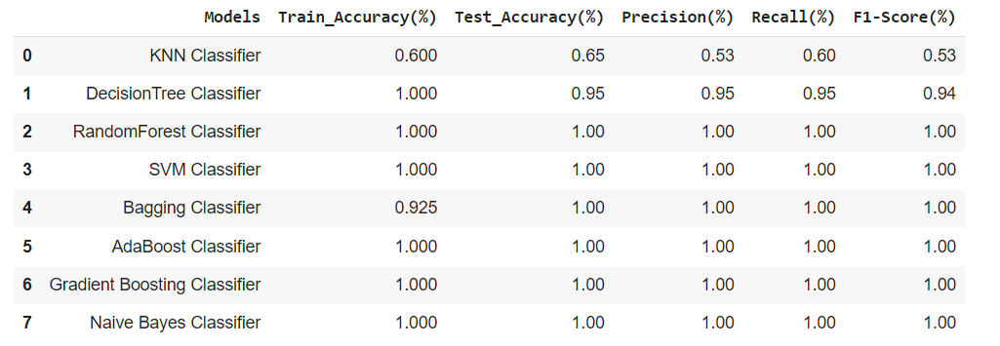 Models Train_Accuracy(%) Test_Accuracy(%) Precision(%) Recall(%) F1-Score(%)
0 KNN Classifier 0.600 0.65 0.53 0.60 0.53
1 DecisionTree Classifier 1.000 0.95 0.95 0.95 0.94
2 RandomForest Classifier 1.000 1.00 1.00 1.00 1.00
3 SVM Classifier 1.000 1.00 1.00 1.00 1.00
4 Bagging Classifier 0.925 1.00 1.00 1.00 1.00
5 AdaBoost Classifier 1.000 1.00 1.00 1.00 1.00
6 Gradient Boosting Classifier 1.000 1.00 1.00 1.00 1.00
7 Naive Bayes Classifier 1.000 1.00 1.00 1.00 1.00